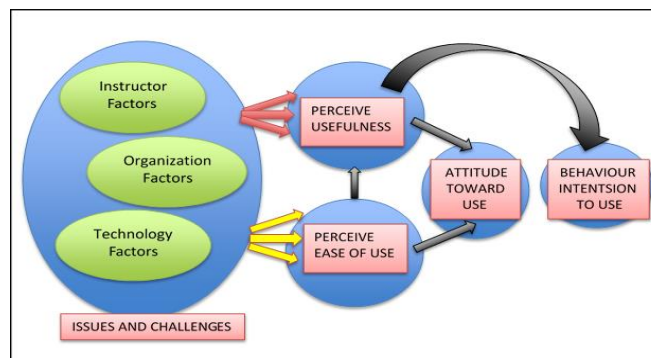 Instructor
Factors
Organization
Factors
Technology
Factors
ISSUES AND CHALLENGES
PERCEIVE
USEFULNESS
PERCEIVE
EASE OF USE
ATTITUDE
TOWARD
USE
BEHAVIOUR
INTENTSION
TO USE